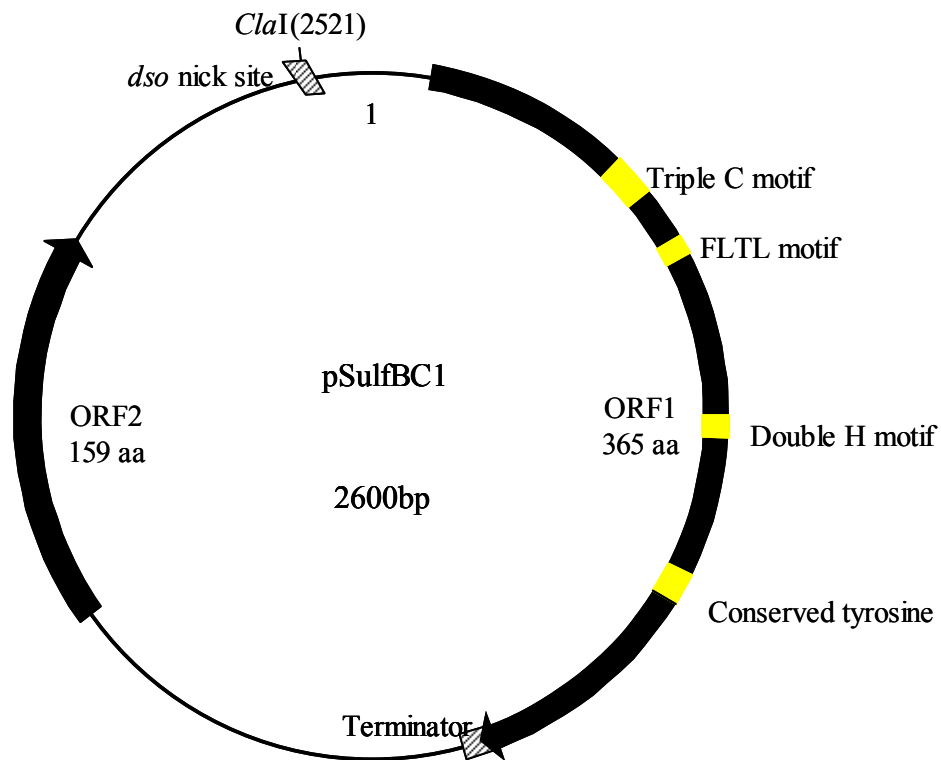 ClaI(2521)
dso nick site
1
Triple C motif
FLTL motif
pSulfBC1
ORF2
159 aa
ORF1
365 aa
Double H motif
2600bp
Conserved tyrosine
Terminator